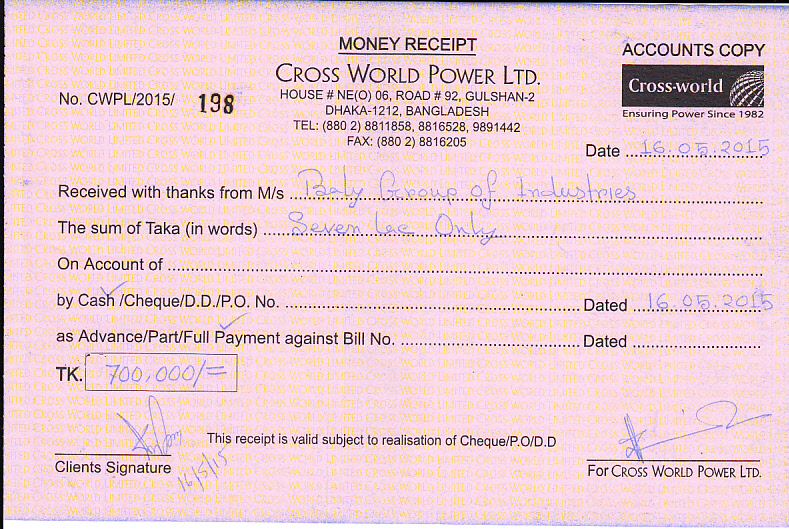 MONEY RECEIPT
ACCOUNTS COPY
CROSS WORLD POWER LTD.
Cross-world
Ensuring Power Since 1982
No. CWPL/2015/ 198
HOUSE # NE(O) 06, ROAD # 92, GULSHAN-2
DHAKA-1212, BANGLADESH
TEL: (880 2) 8811858, 8816528, 9891442
FAX: (880 2) 8816205
Date 16.05.2015
Received with thanks from M/s Baly Group of Industries
The sum of Taka (in words) Seven Lac Only
On Account of
by Cash /Cheque/D.D./P.O. No. Dated 16.05.2015
as Advance/Part/Full Payment against Bill No. Dated
TK. 700,000/=
This receipt is valid subject to realisation of Cheque/P.O/D.D
16/5/15
Clients Signature
For CROSS WORLD POWER LTD.